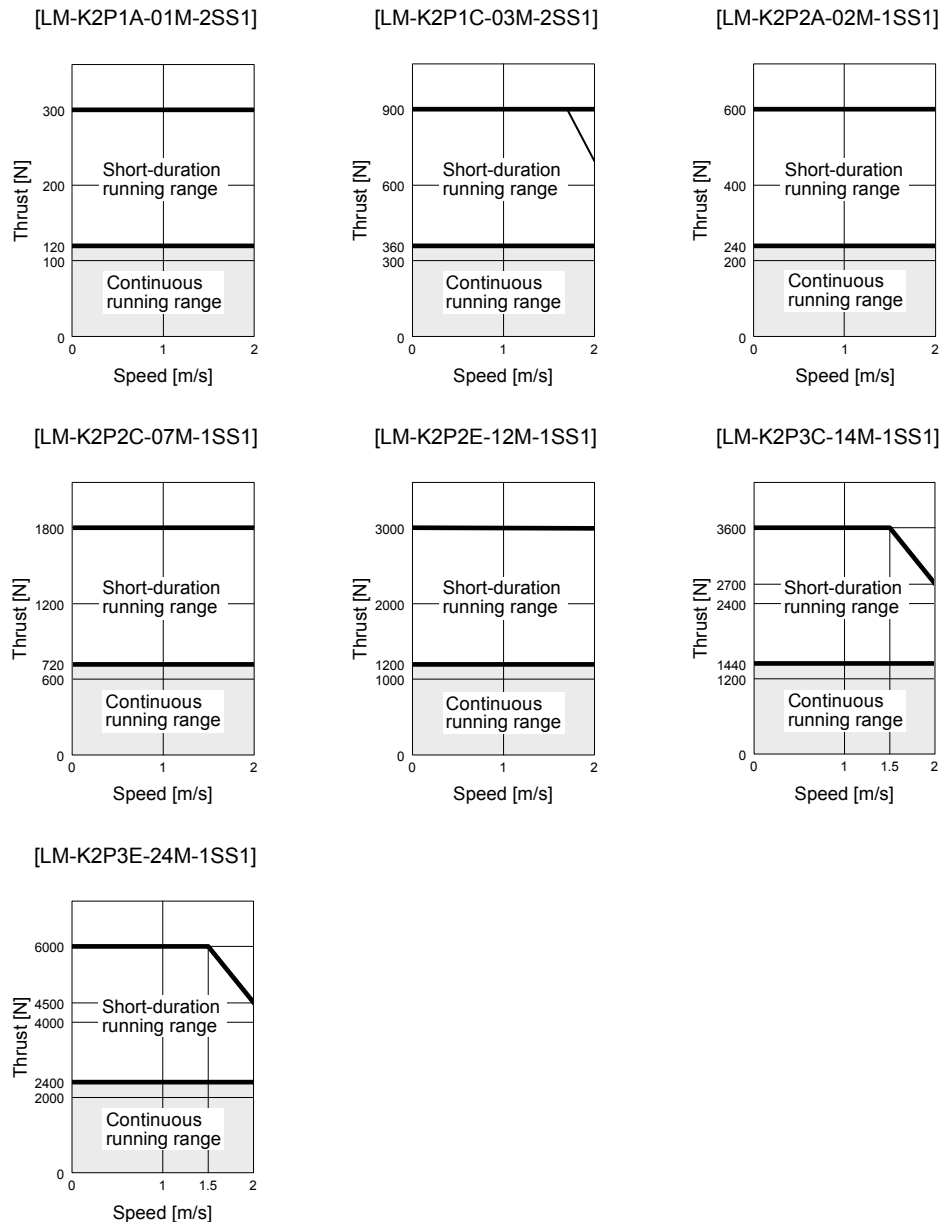 [LM-K2P1A-01M-2SS1]
Thrust [N]
300
200
120
100
0
Short-duration
running range
Continuous
running range
0
1
2
Speed [m/s]
[LM-K2P1C-03M-2SS1]
Thrust [N]
900
600
360
300
0
Short-duration
running range
Continuous
running range
0
1
2
Speed [m/s]
[LM-K2P2A-02M-1SS1]
Thrust [N]
600
400
240
200
0
Short-duration
running range
Continuous
running range
0
1
2
Speed [m/s]
[LM-K2P2C-07M-1SS1]
Thrust [N]
1800
1200
720
600
0
Short-duration
running range
Continuous
running range
0
1
2
Speed [m/s]
[LM-K2P2E-12M-1SS1]
Thrust [N]
3000
2000
1200
1000
0
Short-duration
running range
Continuous
running range
0
1
2
Speed [m/s]
[LM-K2P3C-14M-1SS1]
Thrust [N]
3600
2700
2400
1440
1200
0
Short-duration
running range
Continuous
running range
0
1
1.5
2
Speed [m/s]
[LM-K2P3E-24M-1SS1]
Thrust [N]
6000
4500
4000
2400
2000
0
Short-duration
running range
Continuous
running range
0
1
1.5
2
Speed [m/s]